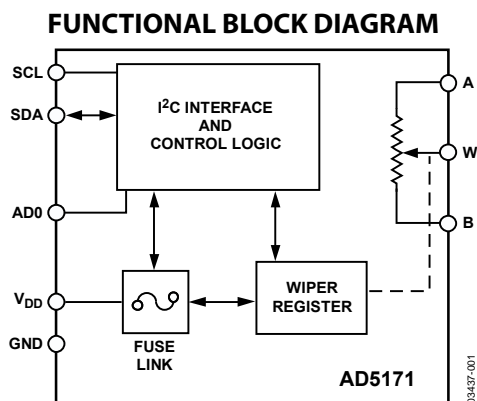 FUNCTIONAL BLOCK DIAGRAM
SCL
SDA
AD0
VDD
GND
I2C INTERFACE
AND
CONTROL LOGIC
FUSE
LINK
WIPER
REGISTER
A
W
B
AD5171
03437-001